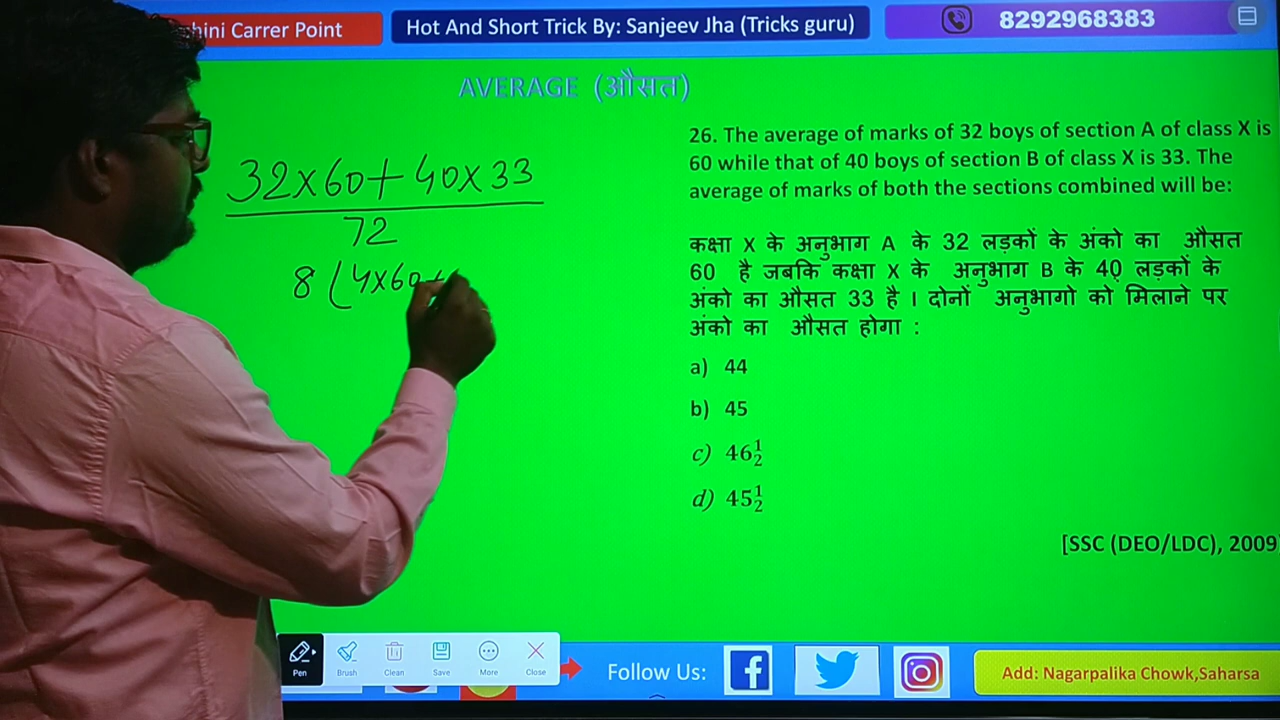 hini Carrer Point
Hot And Short Trick By: Sanjeev Jha (Tricks guru)
8292968383
AVERAGE (औसत)
32×60+40×33
72
8 (4×60+
26. The average of marks of 32 boys of section A of class X is
60 while that of 40 boys of section B of class X is 33. The
average of marks of both the sections combined will be:
कक्षा X के अनुभाग A के 32 लड़कों के अंको का औसत
60 है जबकि कक्षा X के अनुभाग B के 40 लड़कों के
अंको का औसत 33 है । दोनों अनुभागो को मिलाने पर
अंको का औसत होगा :
a) 44
b) 45
c) 46½
d) 45½
[SSC (DEO/LDC), 2009
Pen
Brush
Clean
Save
More
Close
Follow Us:
Add: Nagarpalika Chowk,Saharsa